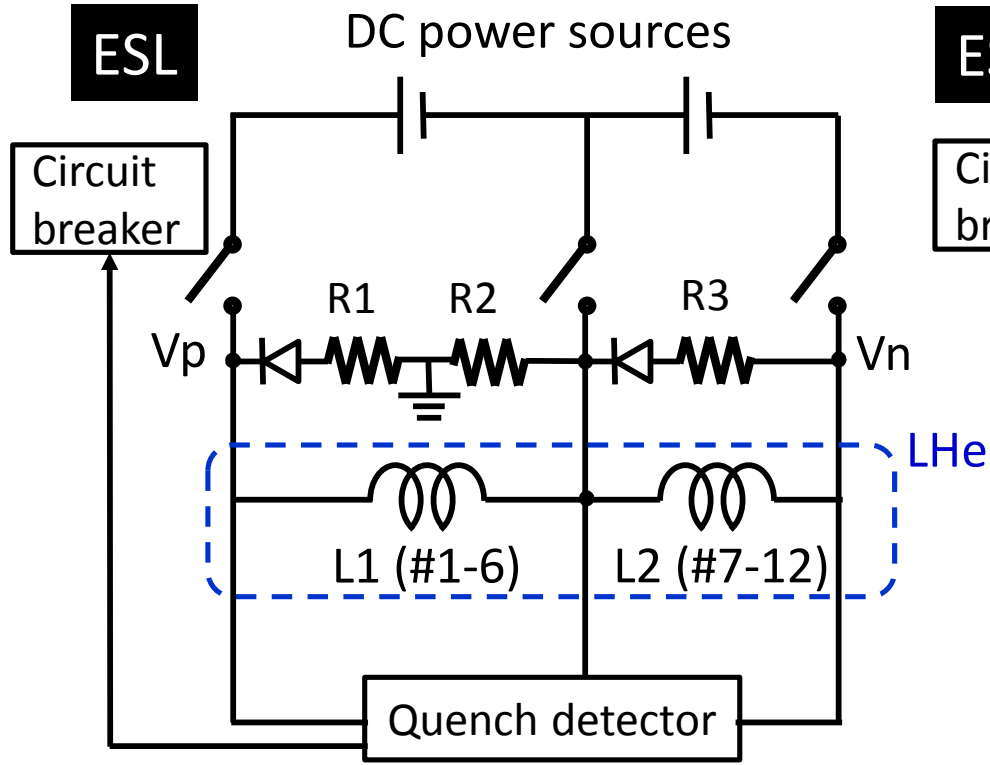 ESL
DC power sources
Circuit
breaker
R1
R2
R3
Vp
Vn
LHe
L1 (#1-6)
L2 (#7-12)
Quench detector